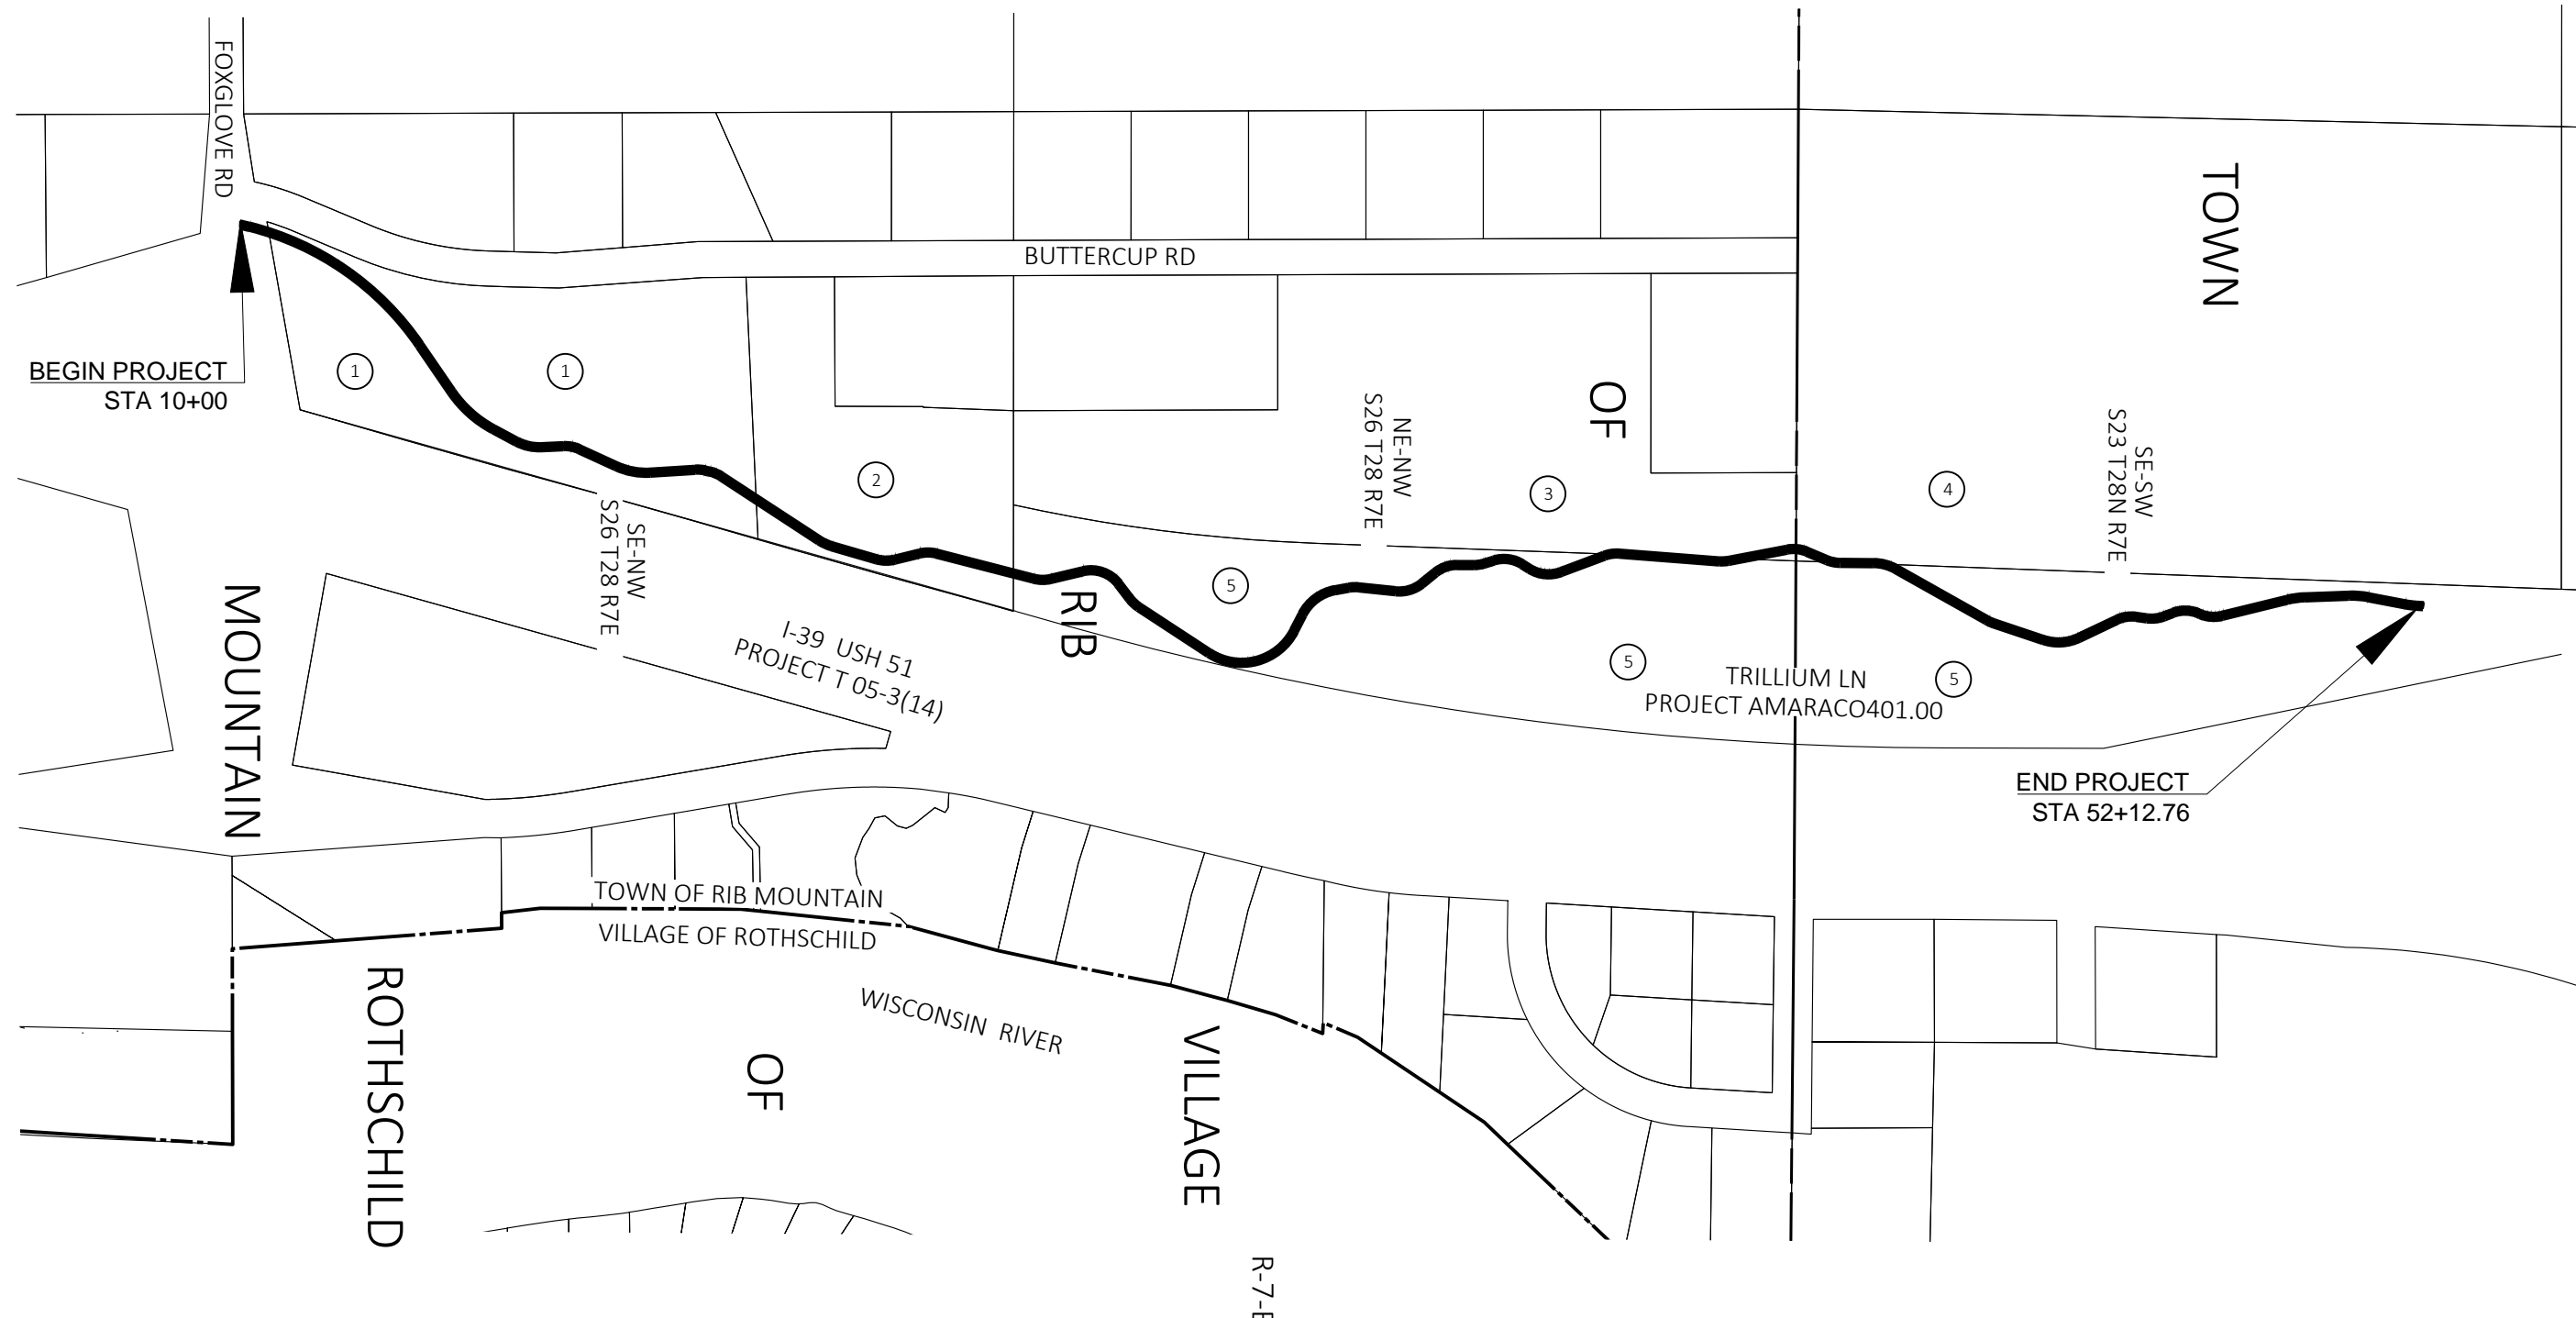 FOXGLOVE RD
BUTTERCUP RD
TOWN
OF
RIB
MOUNTAIN
BEGIN PROJECT
STA 10+00
1
1
2
3
4
5
5
5
SE-NW
S26 T28 R7E
NE-NW
S26 T28 R7E
SE-SW
S23 T28N R7E
I-39 USH 51
PROJECT T 05-3(14)
TRILLIUM LN
PROJECT AMARACO401.00
END PROJECT
STA 52+12.76
TOWN OF RIB MOUNTAIN
VILLAGE OF ROTHSCHILD
WISCONSIN RIVER
VILLAGE
OF
ROTHSCHILD